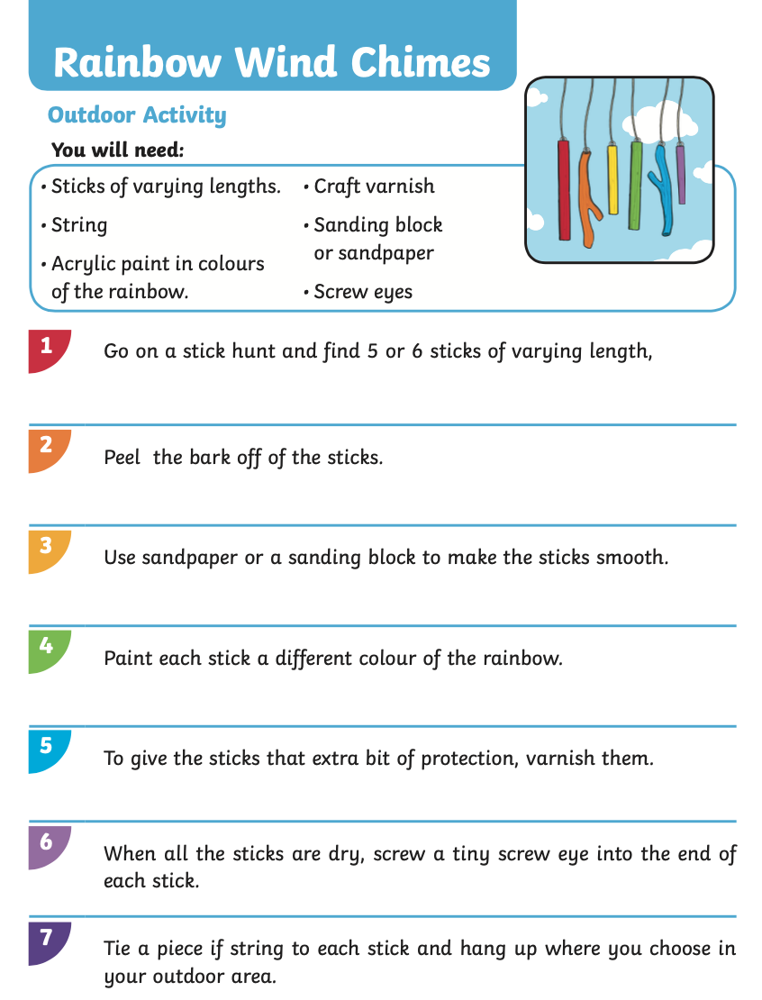 Rainbow Wind Chimes
Outdoor Activity
You will need:
• Sticks of varying lengths.
• String
• Acrylic paint in colours
of the rainbow.
• Craft varnish
• Sanding block
or sandpaper
• Screw eyes
1
Go on a stick hunt and find 5 or 6 sticks of varying length,
2
Peel  the bark off of the sticks.
3
Use sandpaper or a sanding block to make the sticks smooth.
4
Paint each stick a different colour of the rainbow.
5
To give the sticks that extra bit of protection, varnish them.
6
When all the sticks are dry, screw a tiny screw eye into the end of
each stick.
7
Tie a piece if string to each stick and hang up where you choose in
your outdoor area.